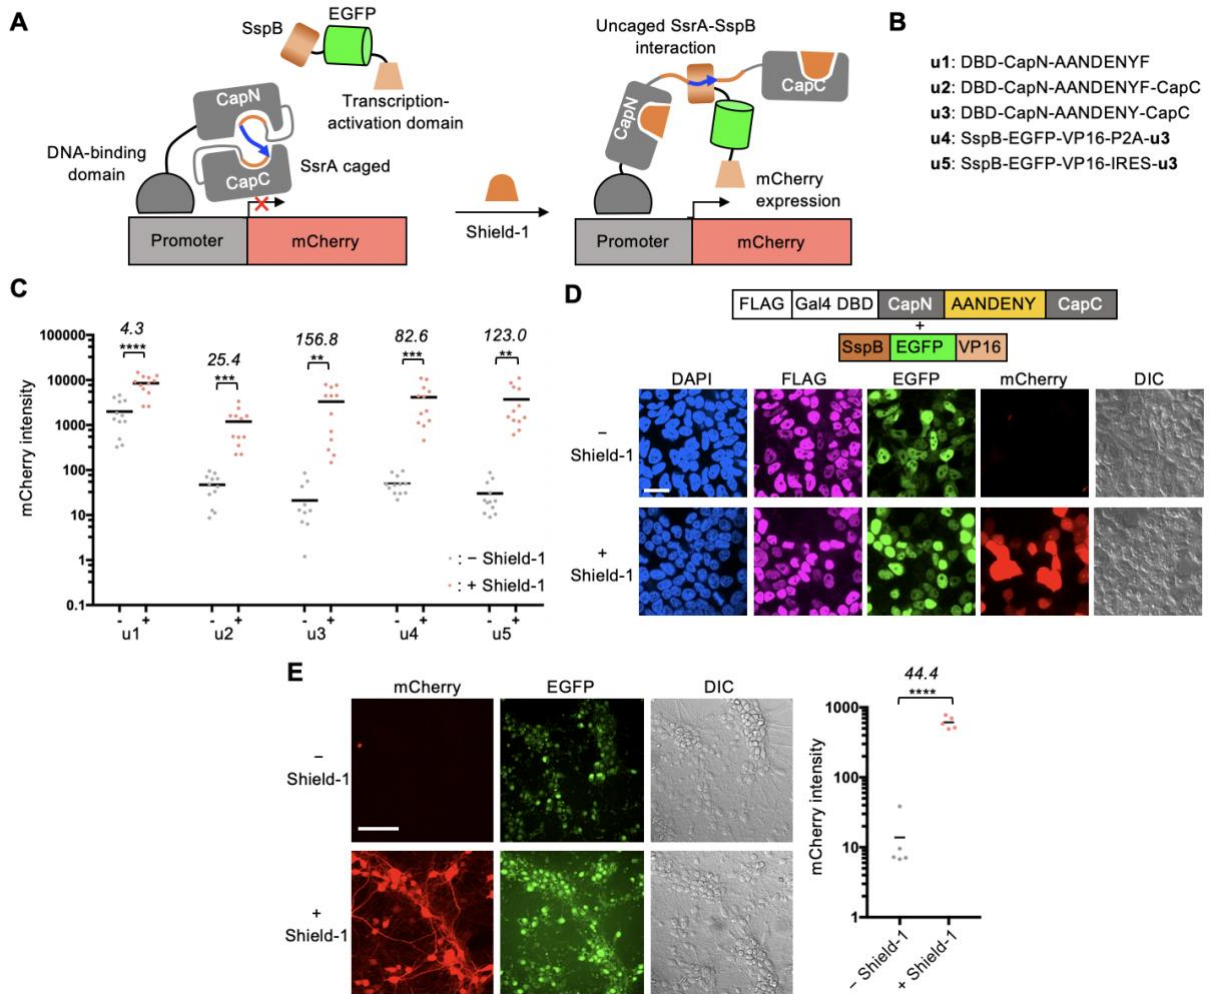 A
SspB
EGFP
CapN
Transcription-
activation domain
DNA-binding
domain
CapC
SsrA caged
Promoter
mCherry
Shield-1
Uncaged SsrA-SspB
interaction
CapN
CapC
mCherry
expression
Promoter
mCherry
B
u1: DBD-CapN-AANDENYF
u2: DBD-CapN-AANDENYF-CapC
u3: DBD-CapN-AANDENY-CapC
u4: SspB-EGFP-VP16-P2A-u3
u5: SspB-EGFP-VP16-IRES-u3
C
mCherry intensity
100000
10000
1000
100
10
1
0.1
4.3
****
25.4
***
156.8
**
82.6
***
123.0
**
: – Shield-1
: + Shield-1
- + - + - + - + - +
u1 u2 u3 u4 u5
D
FLAG Gal4 DBD CapN AANDENY CapC
+
SspB EGFP VP16
DAPI FLAG EGFP mCherry DIC
–
Shield-1
+
Shield-1
E
mCherry EGFP DIC
–
Shield-1
+
Shield-1
44.4
****
mCherry intensity
1000
100
10
1
– Shield-1
+ Shield-1